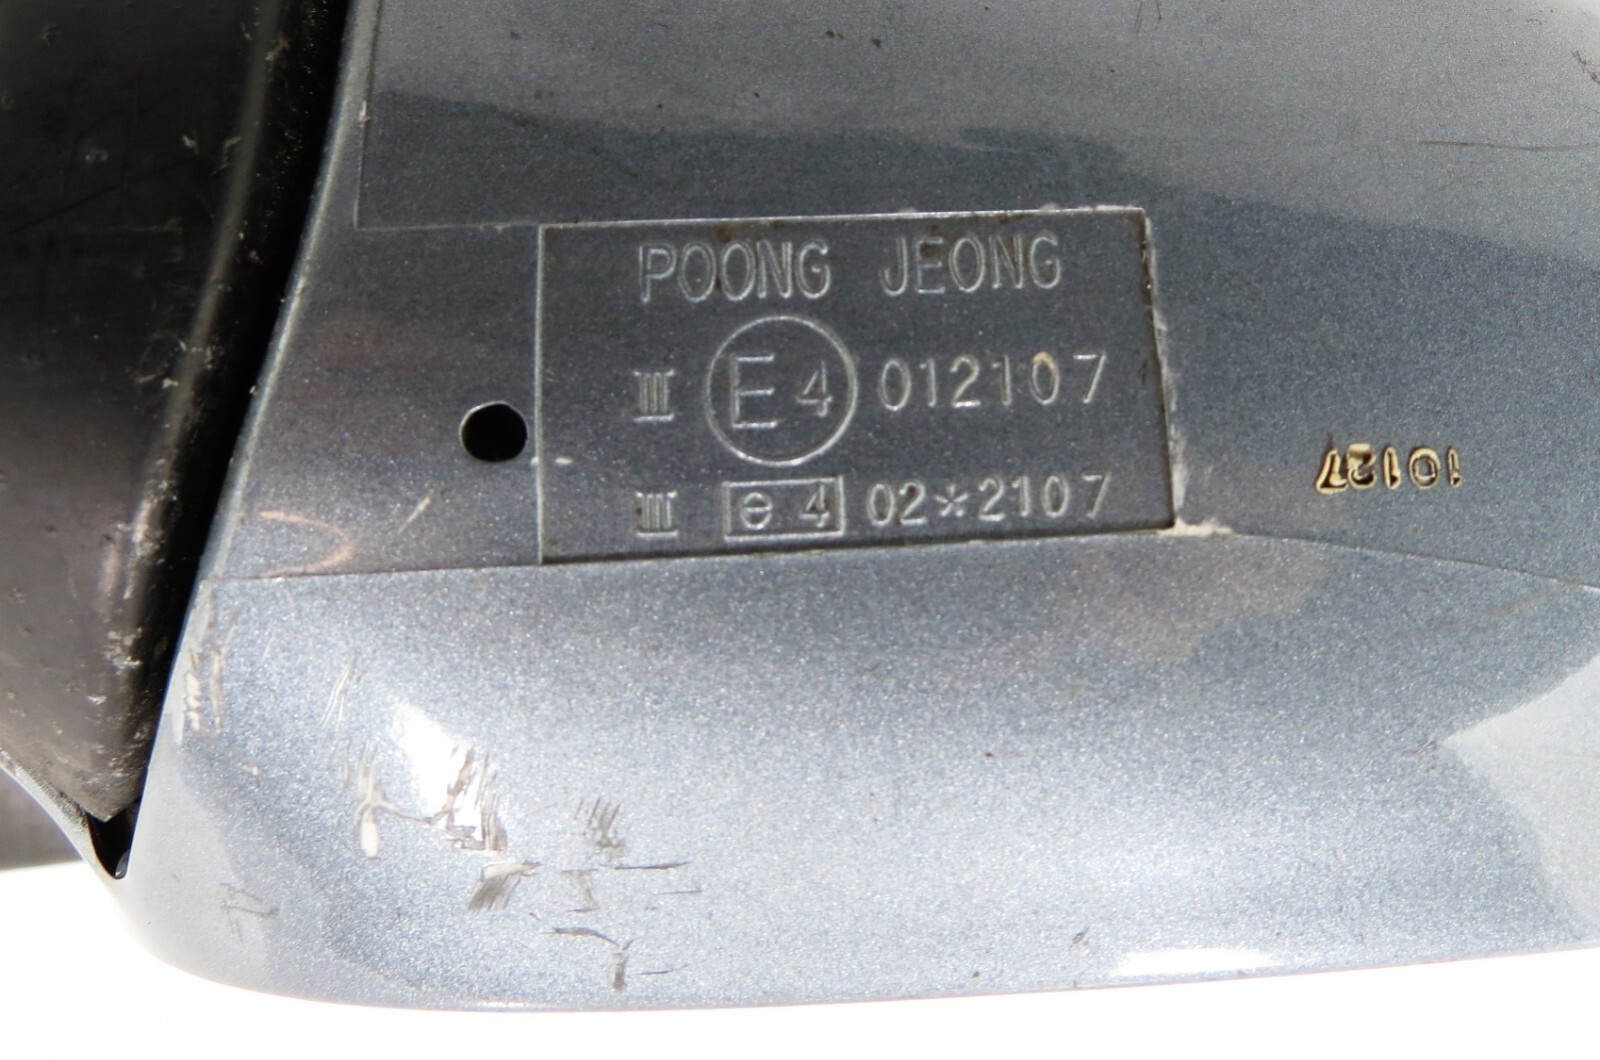 POONG JEONG
III E4 012107
III e4 02*2107
10127